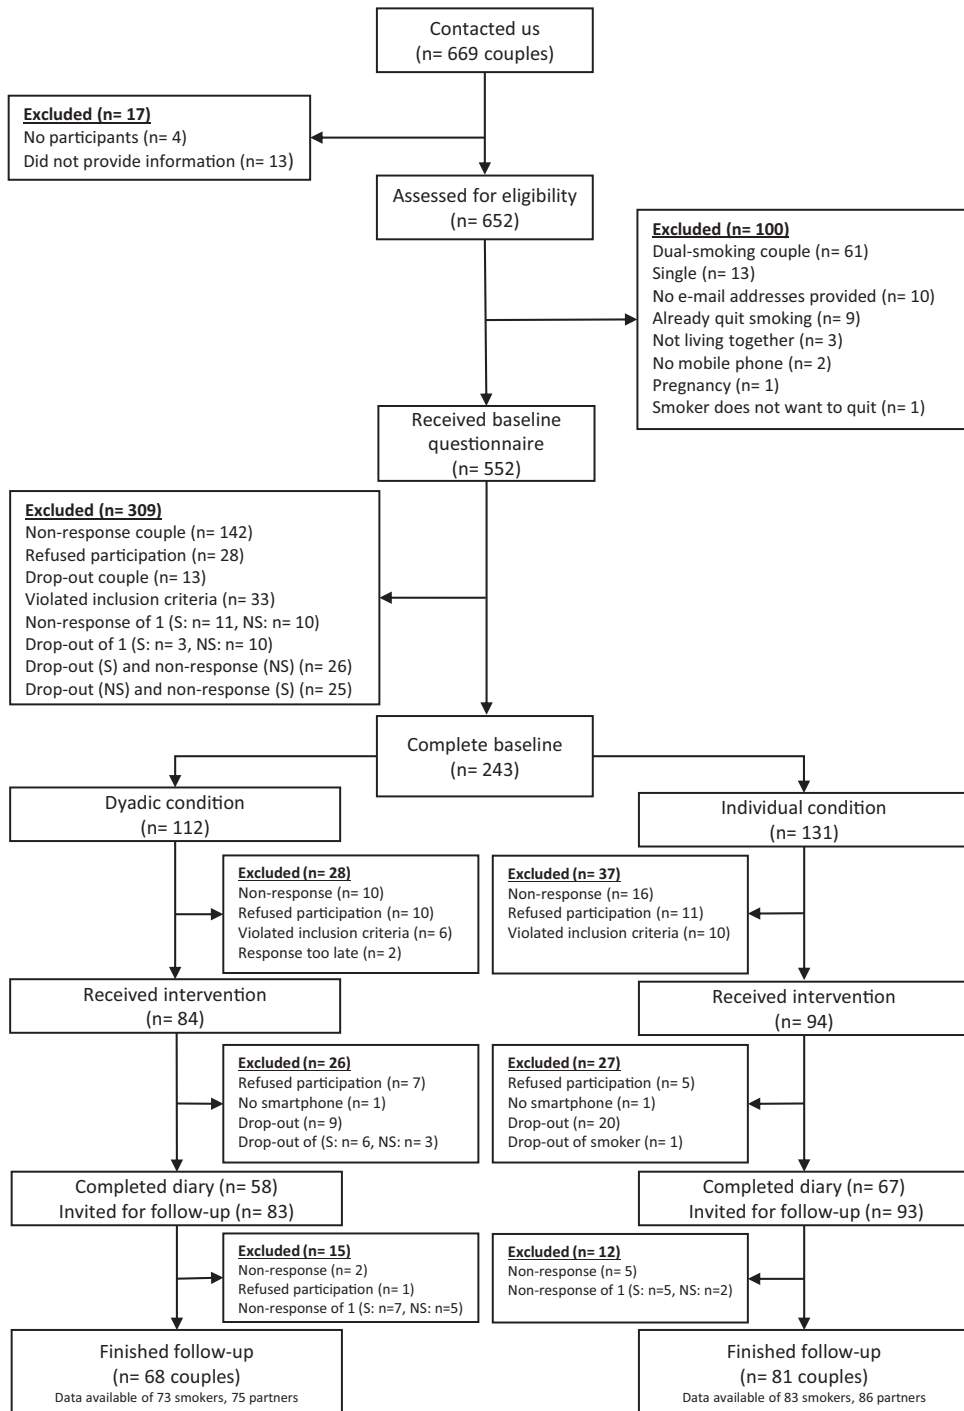 Contacted us
(n= 669 couples)
Excluded (n= 17)
No participants (n= 4)
Did not provide information (n= 13)
Assessed for eligibility
(n= 652)
Excluded (n= 100)
Dual-smoking couple (n= 61)
Single (n= 13)
No e-mail addresses provided (n= 10)
Already quit smoking (n= 9)
Not living together (n= 3)
No mobile phone (n= 2)
Pregnancy (n= 1)
Smoker does not want to quit (n= 1)
Received baseline
questionnaire
(n= 552)
Excluded (n= 309)
Non-response couple (n= 142)
Refused participation (n= 28)
Drop-out couple (n= 13)
Violated inclusion criteria (n= 33)
Non-response of 1 (S: n= 11, NS: n= 10)
Drop-out of 1 (S: n= 3, NS: n= 10)
Drop-out (S) and non-response (NS) (n= 26)
Drop-out (NS) and non-response (S) (n= 25)
Complete baseline
(n= 243)
Dyadic condition
(n= 112)
Individual condition
(n= 131)
Excluded (n= 28)
Non-response (n= 10)
Refused participation (n= 10)
Violated inclusion criteria (n= 6)
Response too late (n= 2)
Excluded (n= 37)
Non-response (n= 16)
Refused participation (n= 11)
Violated inclusion criteria (n= 10)
Received intervention
(n= 84)
Received intervention
(n= 94)
Excluded (n= 26)
Refused participation (n= 7)
No smartphone (n= 1)
Drop-out (n= 9)
Drop-out of (S: n= 6, NS: n= 3)
Excluded (n= 27)
Refused participation (n= 5)
No smartphone (n= 1)
Drop-out (n= 20)
Drop-out of smoker (n= 1)
Completed diary (n= 58)
Invited for follow-up (n= 83)
Completed diary (n= 67)
Invited for follow-up (n= 93)
Excluded (n= 15)
Non-response (n= 2)
Refused participation (n= 1)
Non-response of 1 (S: n=7, NS: n=5)
Excluded (n= 12)
Non-response (n= 5)
Non-response of 1 (S: n=5, NS: n=2)
Finished follow-up
(n= 68 couples)
Data available of 73 smokers, 75 partners
Finished follow-up
(n= 81 couples)
Data available of 83 smokers, 86 partners